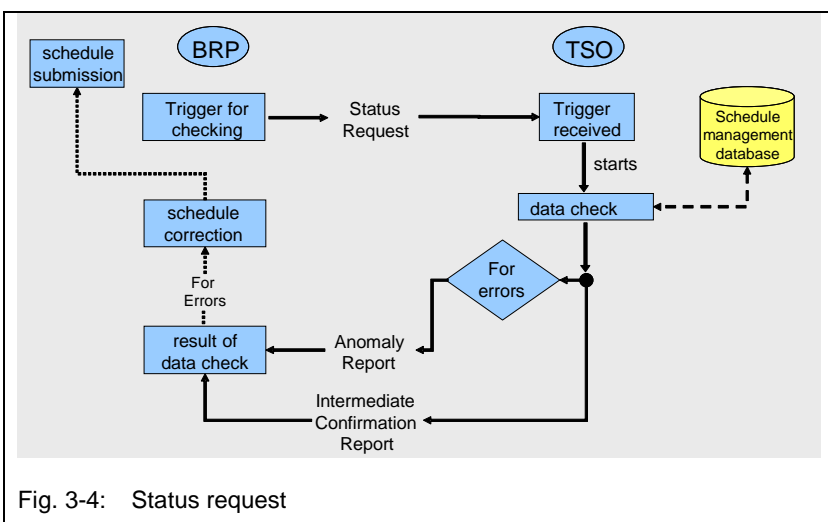 BRP
TSO
schedule
submission
Trigger for
checking
Status
Request
Trigger
received
Schedule
management
database
starts
data check
schedule
correction
For
errors
For
Errors
result of
data check
Anomaly
Report
Intermediate
Confirmation
Report
Fig. 3-4: Status request